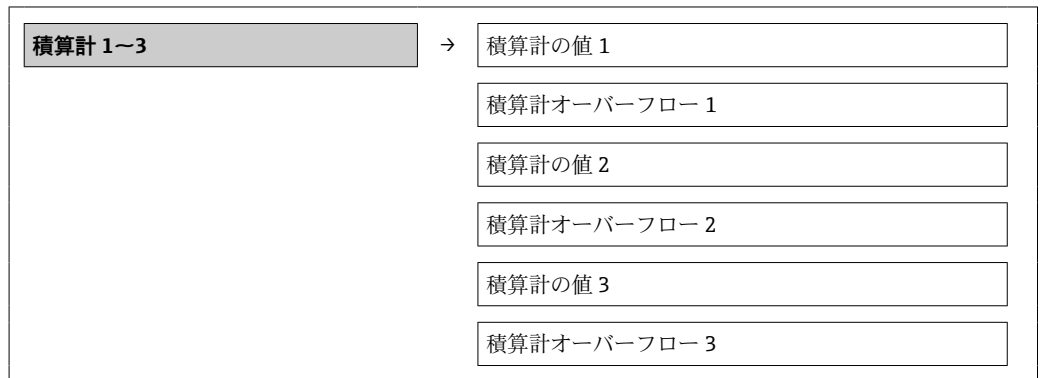 積算計 1～3 → 積算計の値 1
積算計オーバーフロー 1
積算計の値 2
積算計オーバーフロー 2
積算計の値 3
積算計オーバーフロー 3